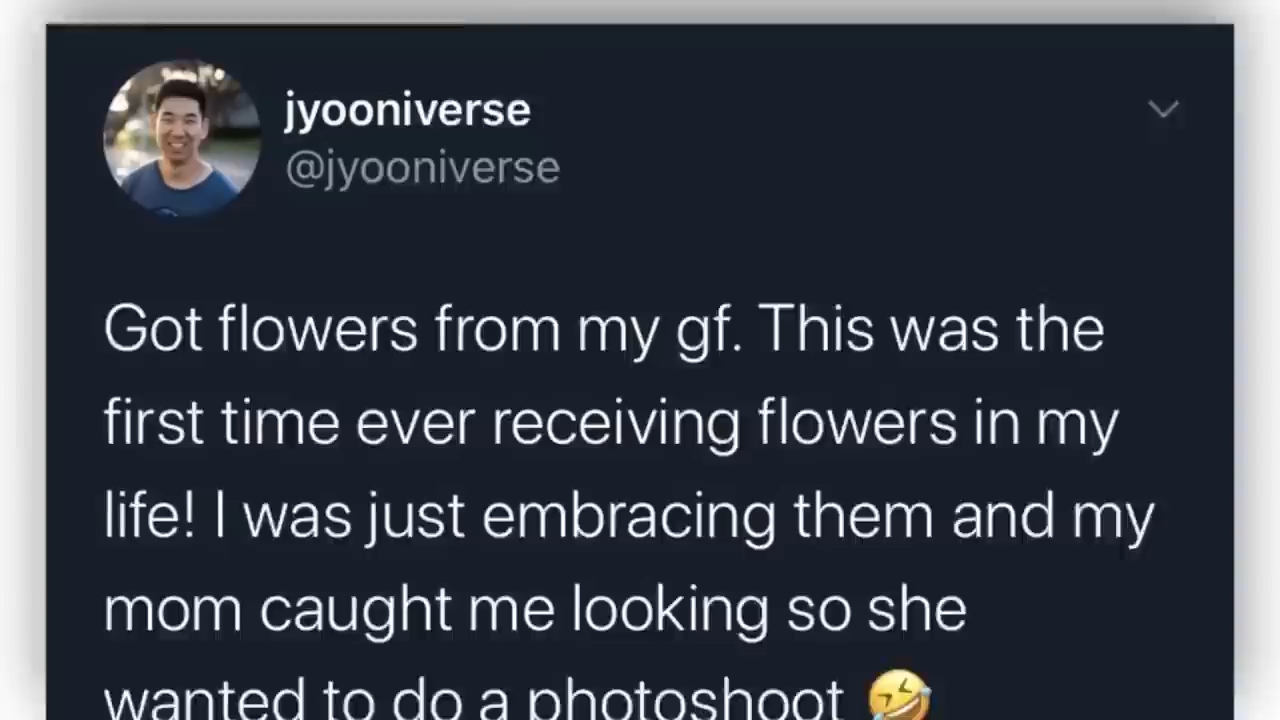 jyooniverse
@jyooniverse
Got flowers from my gf. This was the
first time ever receiving flowers in my
life! I was just embracing them and my
mom caught me looking so she
wanted to do a photoshoot 🤣